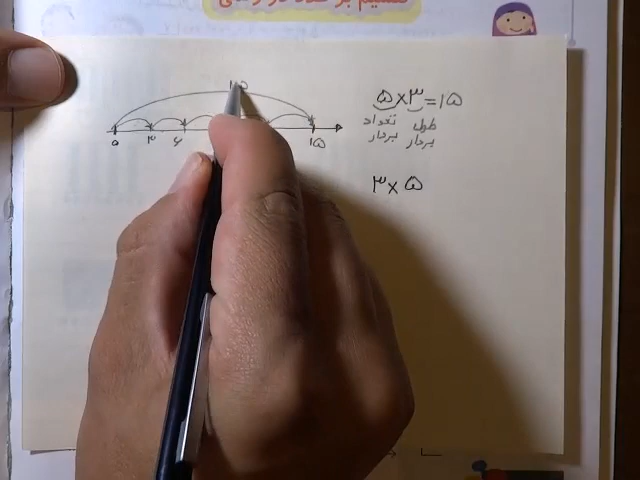 ۱۵
۰ ۳ ۶ ۱۵
۵×۳=۱۵
تعداد بردار
طول بردار
۳×۵